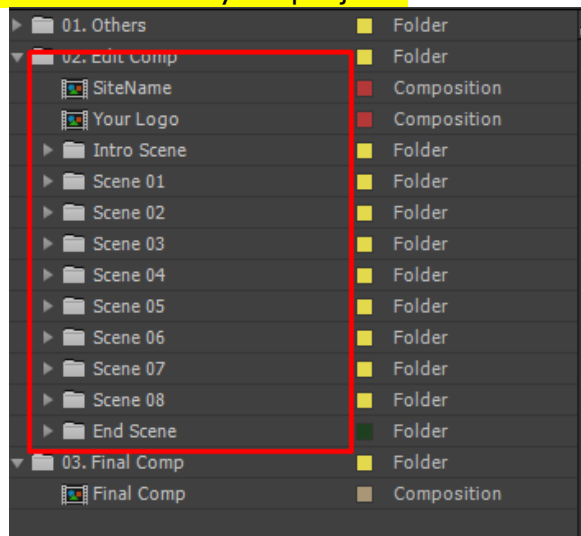 01. Others Folder
02. Edit Comp Folder
SiteName Composition
Your Logo Composition
Intro Scene Folder
Scene 01 Folder
Scene 02 Folder
Scene 03 Folder
Scene 04 Folder
Scene 05 Folder
Scene 06 Folder
Scene 07 Folder
Scene 08 Folder
End Scene Folder
03. Final Comp Folder
Final Comp Composition